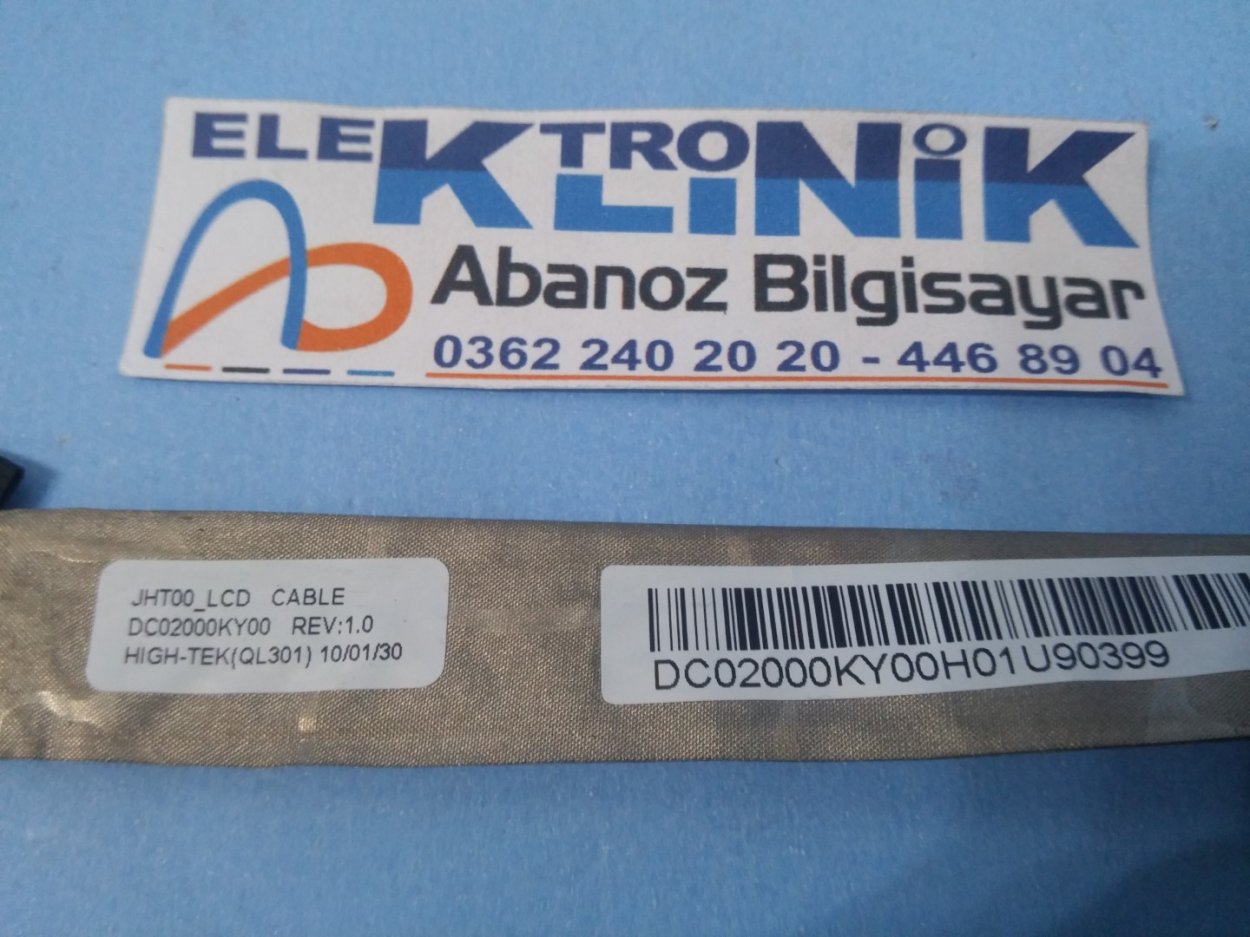 ELEKTRONİK
KLİNİK
Abanoz Bilgisayar
0362 240 20 20 - 446 89 04
JHT00_LCD CABLE
DC02000KY00 REV:1.0
HIGH-TEK(QL301) 10/01/30
DC02000KY00H01U90399